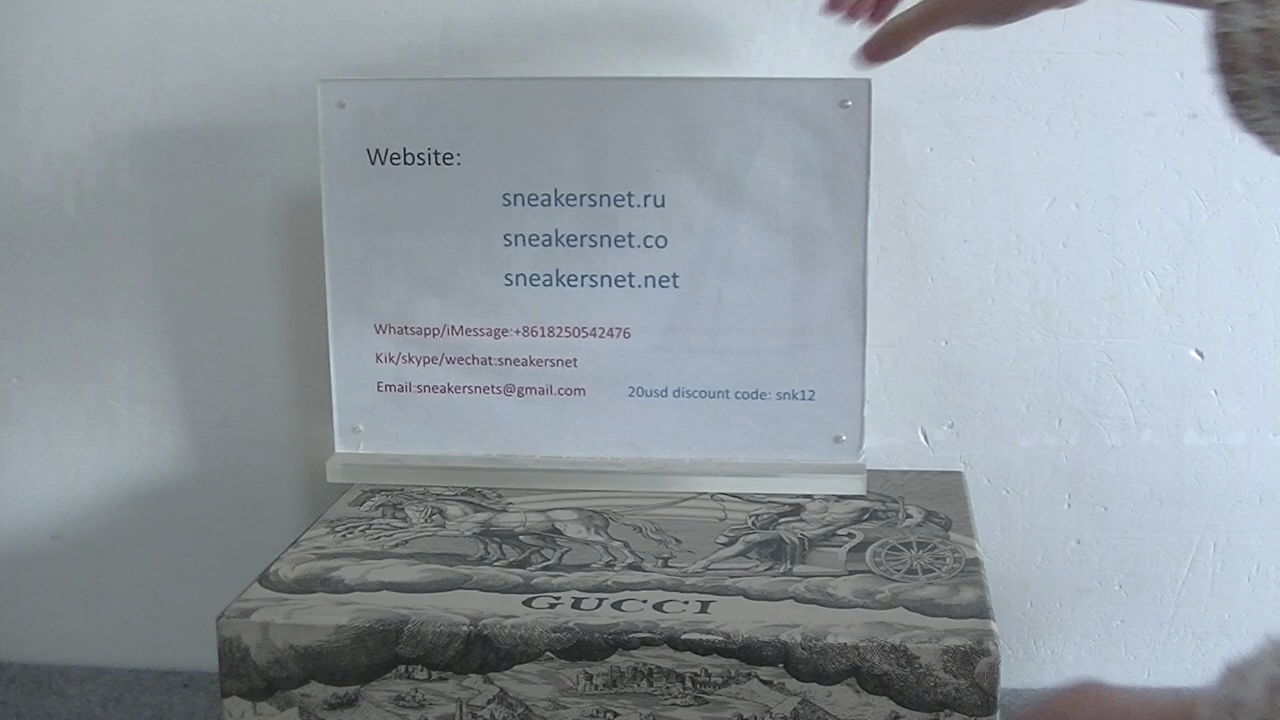 Website:
sneakersnet.ru
sneakersnet.co
sneakersnet.net
Whatsapp/iMessage:+8618250542476
Kik/skype/wechat:sneakersnet
Email:sneakersnets@gmail.com 20usd discount code: snk12
GUCCI